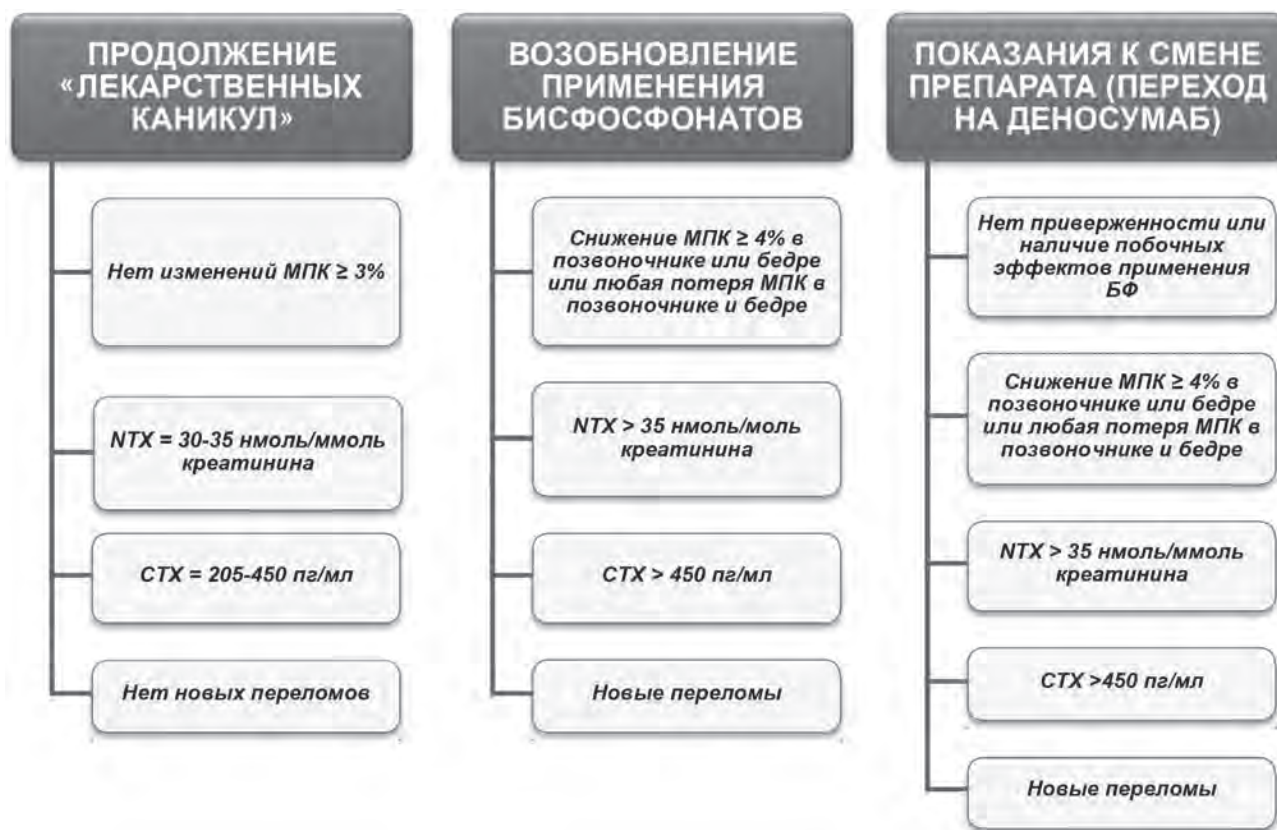 ПРОДОЛЖЕНИЕ
«ЛЕКАРСТВЕННЫХ
КАНИКУЛ»
Нет изменений МПК ≥ 3%
NTX = 30-35 нмоль/ммоль
креатинина
CTX = 205-450 пг/мл
Нет новых переломов
ВОЗОБНОВЛЕНИЕ
ПРИМЕНЕНИЯ
БИСФОСФОНАТОВ
Снижение МПК ≥ 4% в
позвоночнике или бедре
или любая потеря МПК в
позвоночнике и бедре
NTX > 35 нмоль/моль
креатинина
CTX > 450 пг/мл
Новые переломы
ПОКАЗАНИЯ К СМЕНЕ
ПРЕПАРАТА (ПЕРЕХОД
НА ДЕНОСУМАБ)
Нет приверженности или
наличие побочных
эффектов применения
БФ
Снижение МПК ≥ 4% в
позвоночнике или бедре
или любая потеря МПК в
позвоночнике и бедре
NTX > 35 нмоль/ммоль
креатинина
CTX >450 пг/мл
Новые переломы